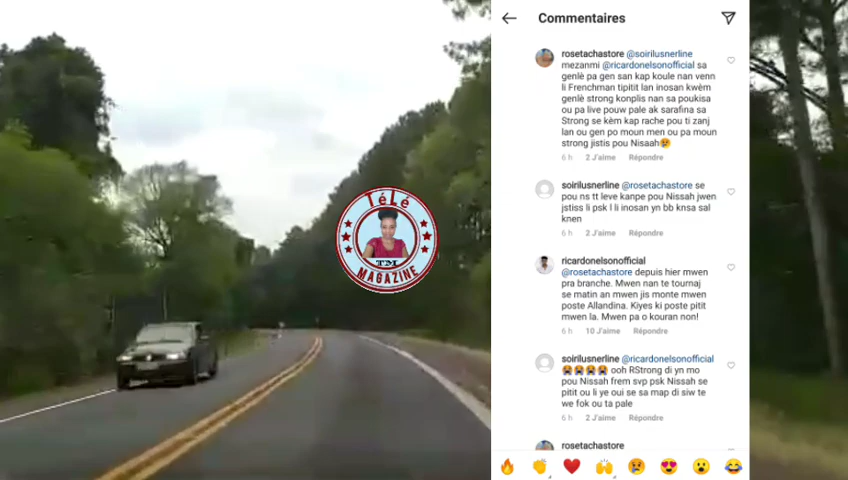 TéLé
TM
MAGAZINE
Commentaires
rosetachastore @soirilusnerline
mezanmi @ricardonelsonofficial sa
genlè pa gen san kap koule nan venn
li Frenchman tipitit lan inosan kwèm
genlè strong konplis nan sa poukisa
ou pa live pouw pale ak sarafina sa
Strong se kèm kap rache pou ti zanj
lan ou gen po moun men ou pa moun
strong jistis pou Nisaah😢
6 h 2 J'aime Répondre
soirilusnerline @rosetachastore se
pou ns tt leve kanpe pou Nissah jwen
jstiss li psk l li inosan yn bb knsa sal
knen
6 h 2 J'aime Répondre
ricardonelsonofficial
@rosetachastore depuis hier mwen
pra branche. Mwen nan te tournaj
se matin an mwen jis monte mwen
poste Allandina. Kiyes ki poste pitit
mwen la. Mwen pa o kouran non!
6 h 10 J'aime Répondre
soirilusnerline @ricardonelsonofficial
😭😭😭😭 ooh RStrong di yn mo
pou Nissah frem svp psk Nissah se
pitit ou li ye oui se sa map di siw te
we fok ou ta pale
6 h 2 J'aime Répondre
rosetachastore
🔥👏❤️🙌😢😍😮😂